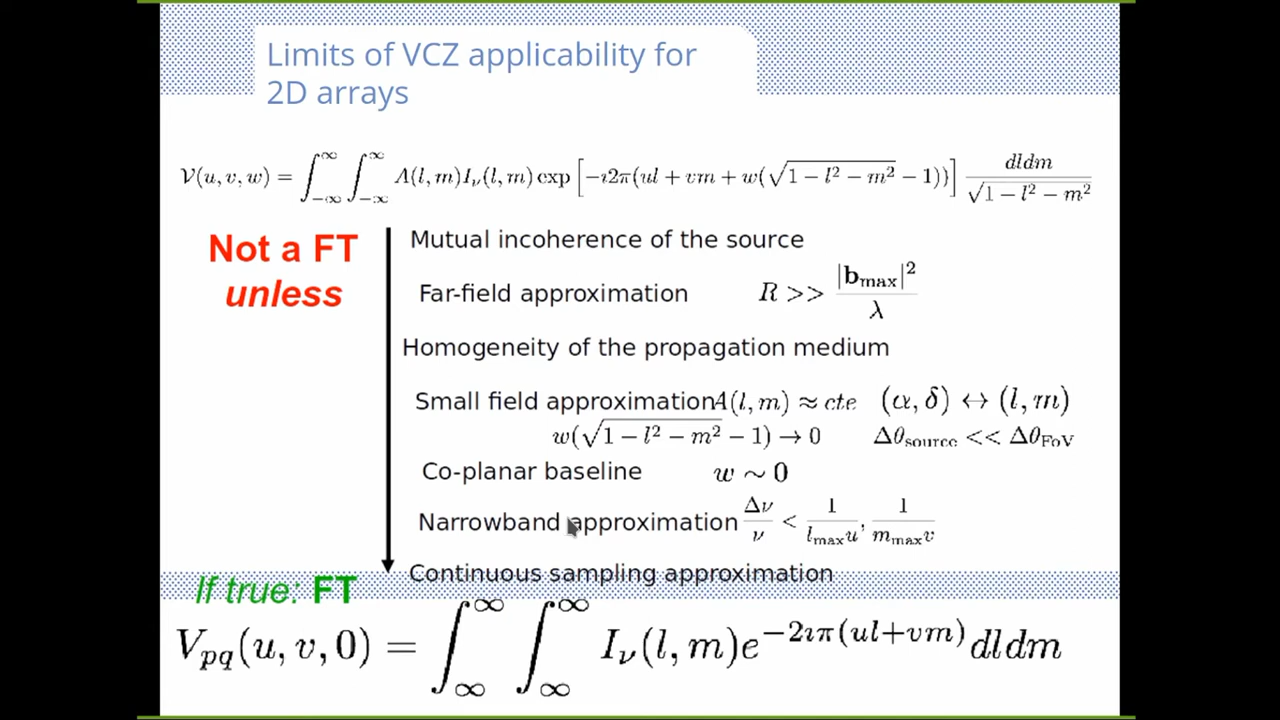 Limits of VCZ applicability for
2D arrays
𝒱(u, v, w) = ∫_{−∞}^{∞} ∫_{−∞}^{∞} A(l, m)I_ν(l, m) exp [−ı2π(ul + vm + w(√(1 − l² − m²) − 1))] dldm / √(1 − l² − m²)
Not a FT
unless
Mutual incoherence of the source
Far-field approximation R >> |b_max|² / λ
Homogeneity of the propagation medium
Small field approximation A(l, m) ≈ cte (α, δ) ↔ (l, m)
w(√(1 − l² − m²) − 1) → 0 Δθ_source << Δθ_FoV
Co-planar baseline w ∼ 0
Narrowband approximation Δν/ν < 1/(l_max u), 1/(m_max v)
Continuous sampling approximation
If true: FT
V_pq(u, v, 0) = ∫_{∞}^{∞} ∫_{∞}^{∞} I_ν(l, m)e^{−2ıπ(ul+vm)}dldm